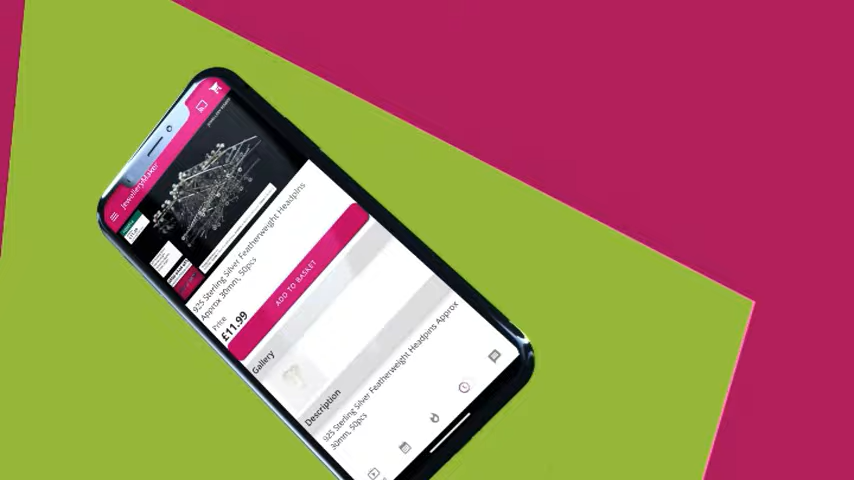 JewelleryMaker
925 Sterling Silver Featherweight Headpins
Approx 30mm, 50pcs
Price
£11.99
ADD TO BASKET
Gallery
Description
925 Sterling Silver Featherweight Headpins Approx
30mm, 50pcs